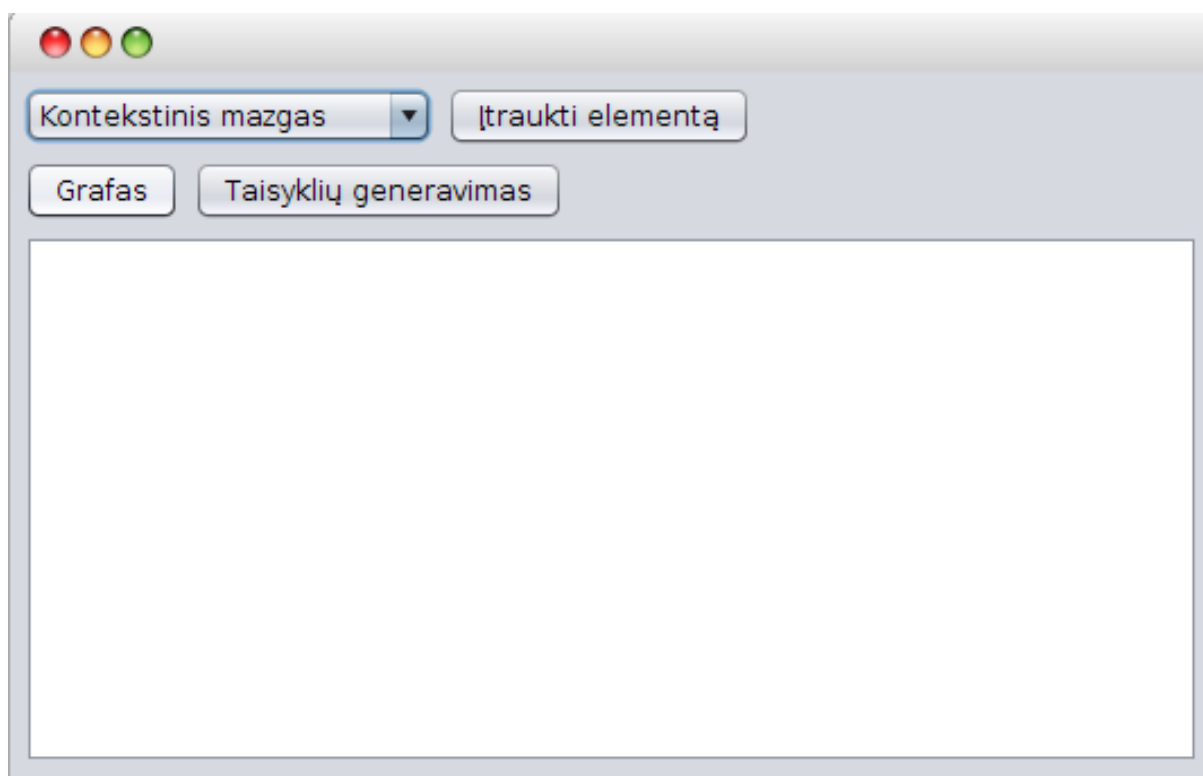 Kontekstinis mazgas Įtraukti elementą
Grafas Taisyklių generavimas